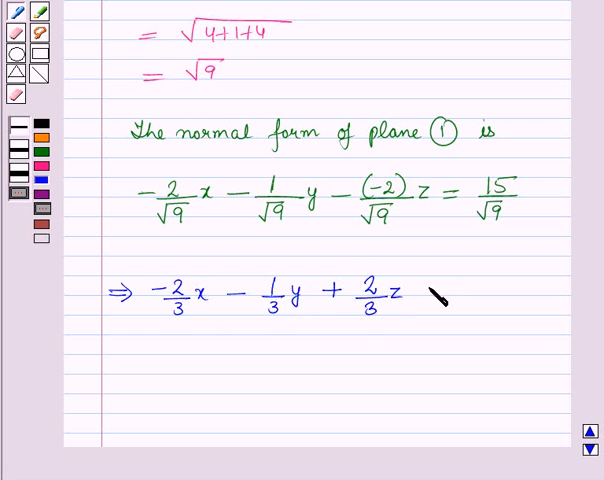 = √4+1+4
= √9
The normal form of plane ① is
-2/√9 x - 1/√9 y - (-2)/√9 z = 15/√9
⇒ -2/3 x - 1/3 y + 2/3 z